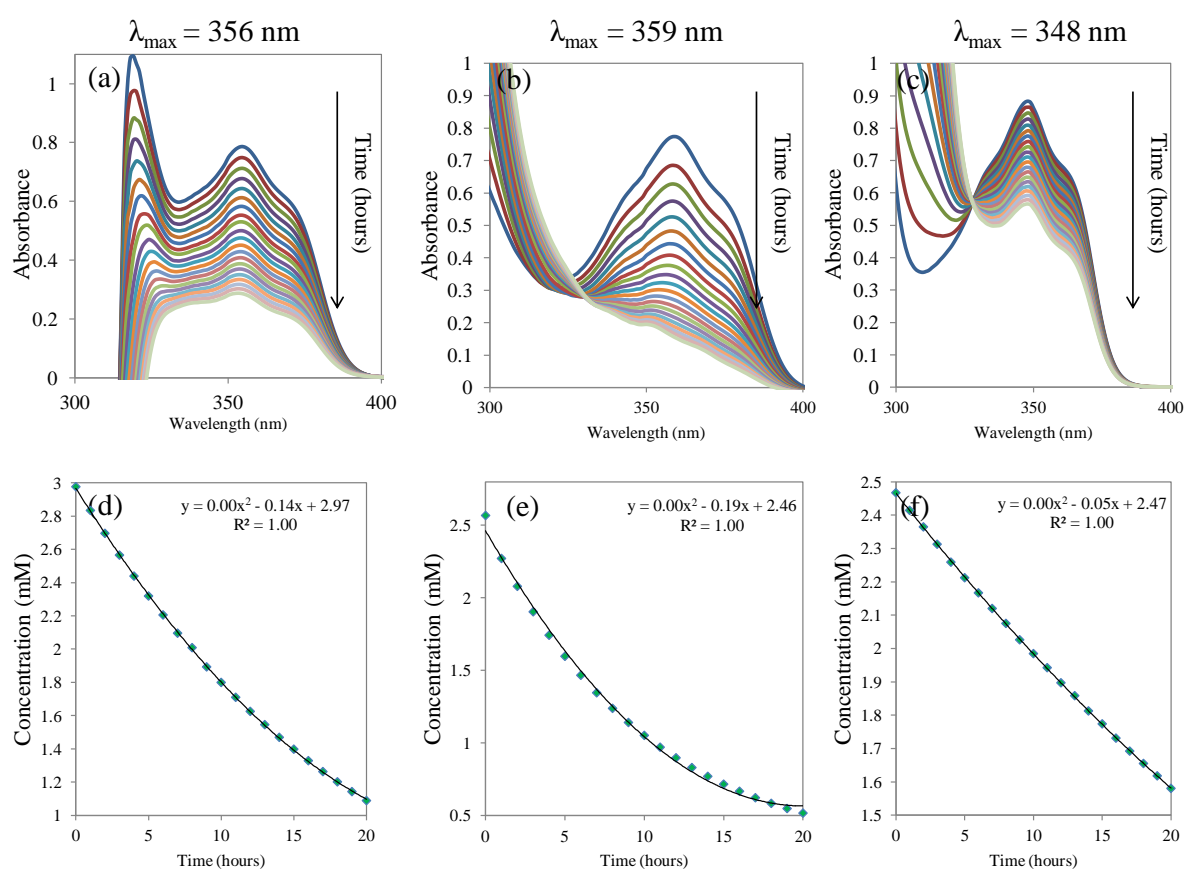 λmax = 356 nm
λmax = 359 nm
λmax = 348 nm
(a)
1
0.8
0.6
0.4
0.2
0
300
350
400
Absorbance
Wavelength (nm)
Time (hours)
(b)
1
0.9
0.8
0.7
0.6
0.5
0.4
0.3
0.2
0.1
0
300
350
400
Absorbance
Wavelength (nm)
Time (hours)
(c)
1
0.9
0.8
0.7
0.6
0.5
0.4
0.3
0.2
0.1
0
300
350
400
Absorbance
Wavelength (nm)
Time (hours)
(d)
y = 0.00x² - 0.14x + 2.97
R² = 1.00
3
2.8
2.6
2.4
2.2
2
1.8
1.6
1.4
1.2
1
0
5
10
15
20
Concentration (mM)
Time (hours)
(e)
y = 0.00x² - 0.19x + 2.46
R² = 1.00
2.5
2
1.5
1
0.5
0
5
10
15
20
Concentration (mM)
Time (hours)
(f)
y = 0.00x² - 0.05x + 2.47
R² = 1.00
2.5
2.4
2.3
2.2
2.1
2
1.9
1.8
1.7
1.6
1.5
0
5
10
15
20
Concentration (mM)
Time (hours)